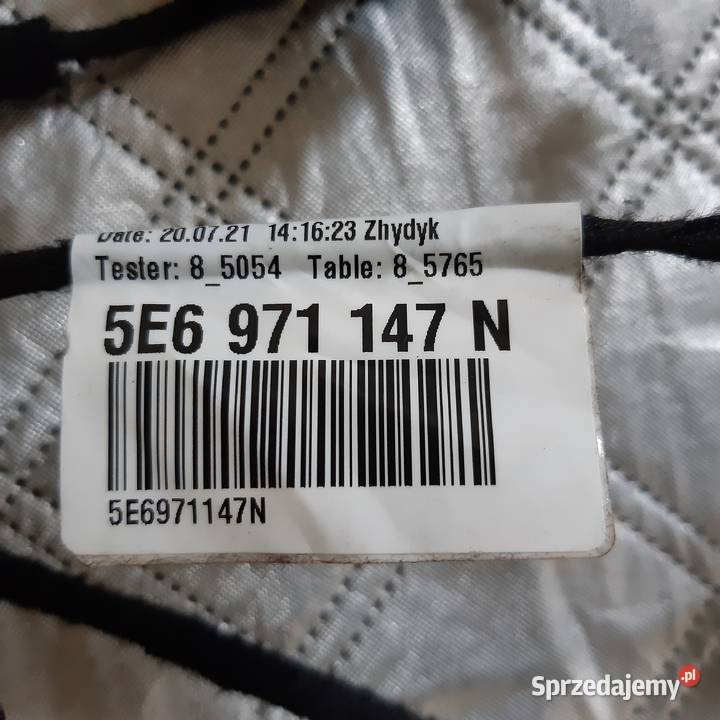 Date: 20.07.21 14:16:23 Zhydyk
Tester: 8_5054 Table: 8_5765
5E6 971 147 N
5E6971147N
Sprzedajemy.pl